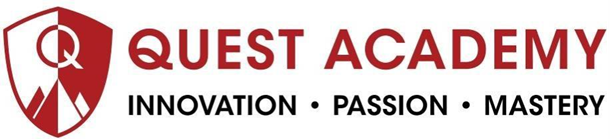 Q
QUEST ACADEMY
INNOVATION • PASSION • MASTERY